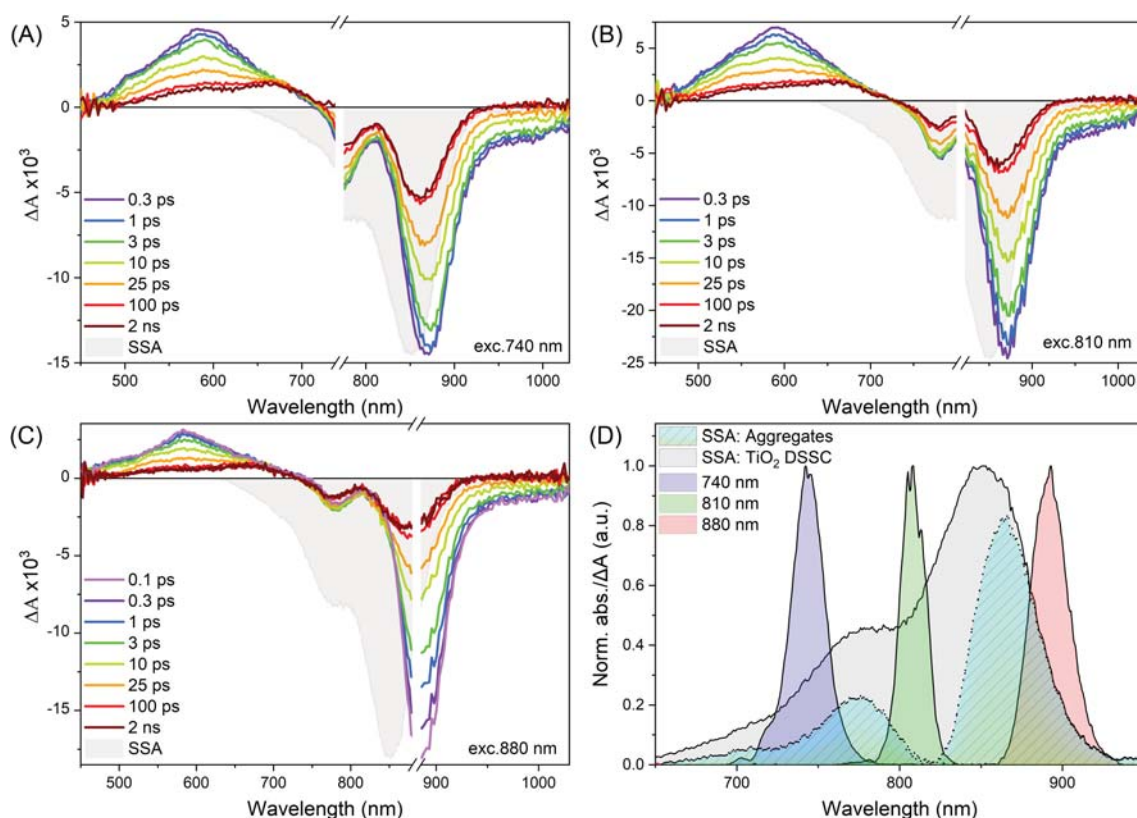 (A)
5
0
-5
-10
-15
ΔA x10³
0.3 ps
1 ps
3 ps
10 ps
25 ps
100 ps
2 ns
SSA
exc.740 nm
500 600 700 800 900 1000
Wavelength (nm)
(B)
5
0
-5
-10
-15
-20
-25
ΔA x10³
0.3 ps
1 ps
3 ps
10 ps
25 ps
100 ps
2 ns
SSA
exc.810 nm
500 600 700 800 900 1000
Wavelength (nm)
(C)
0
-5
-10
-15
ΔA x10³
0.1 ps
0.3 ps
1 ps
3 ps
10 ps
25 ps
100 ps
2 ns
SSA
exc.880 nm
500 600 700 800 900 1000
Wavelength (nm)
(D)
SSA: Aggregates
SSA: TiO₂ DSSC
740 nm
810 nm
880 nm
1.0
0.8
0.6
0.4
0.2
0.0
Norm. abs./ΔA (a.u.)
700 800 900
Wavelength (nm)